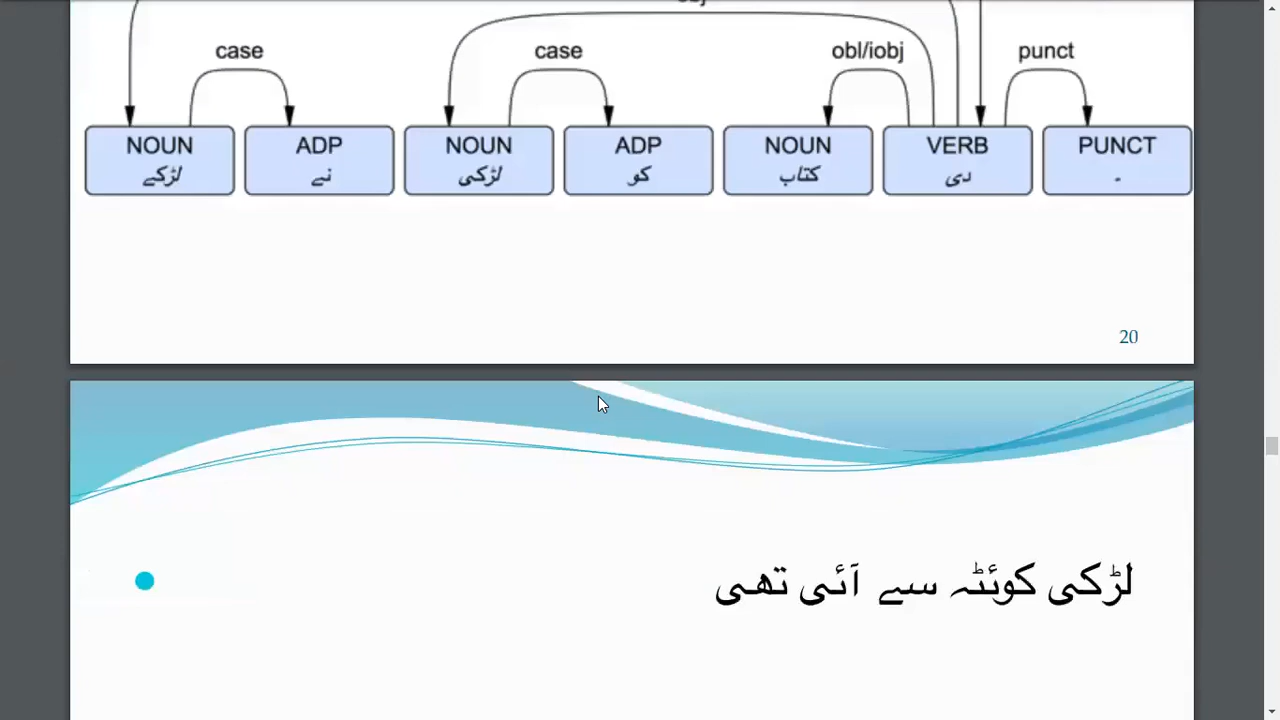 case case obl/iobj punct
NOUN ADP NOUN ADP NOUN VERB PUNCT
لڑکے نے لڑکی کو کتاب دی ۔
20
لڑکی کوئٹہ سے آئی تھی